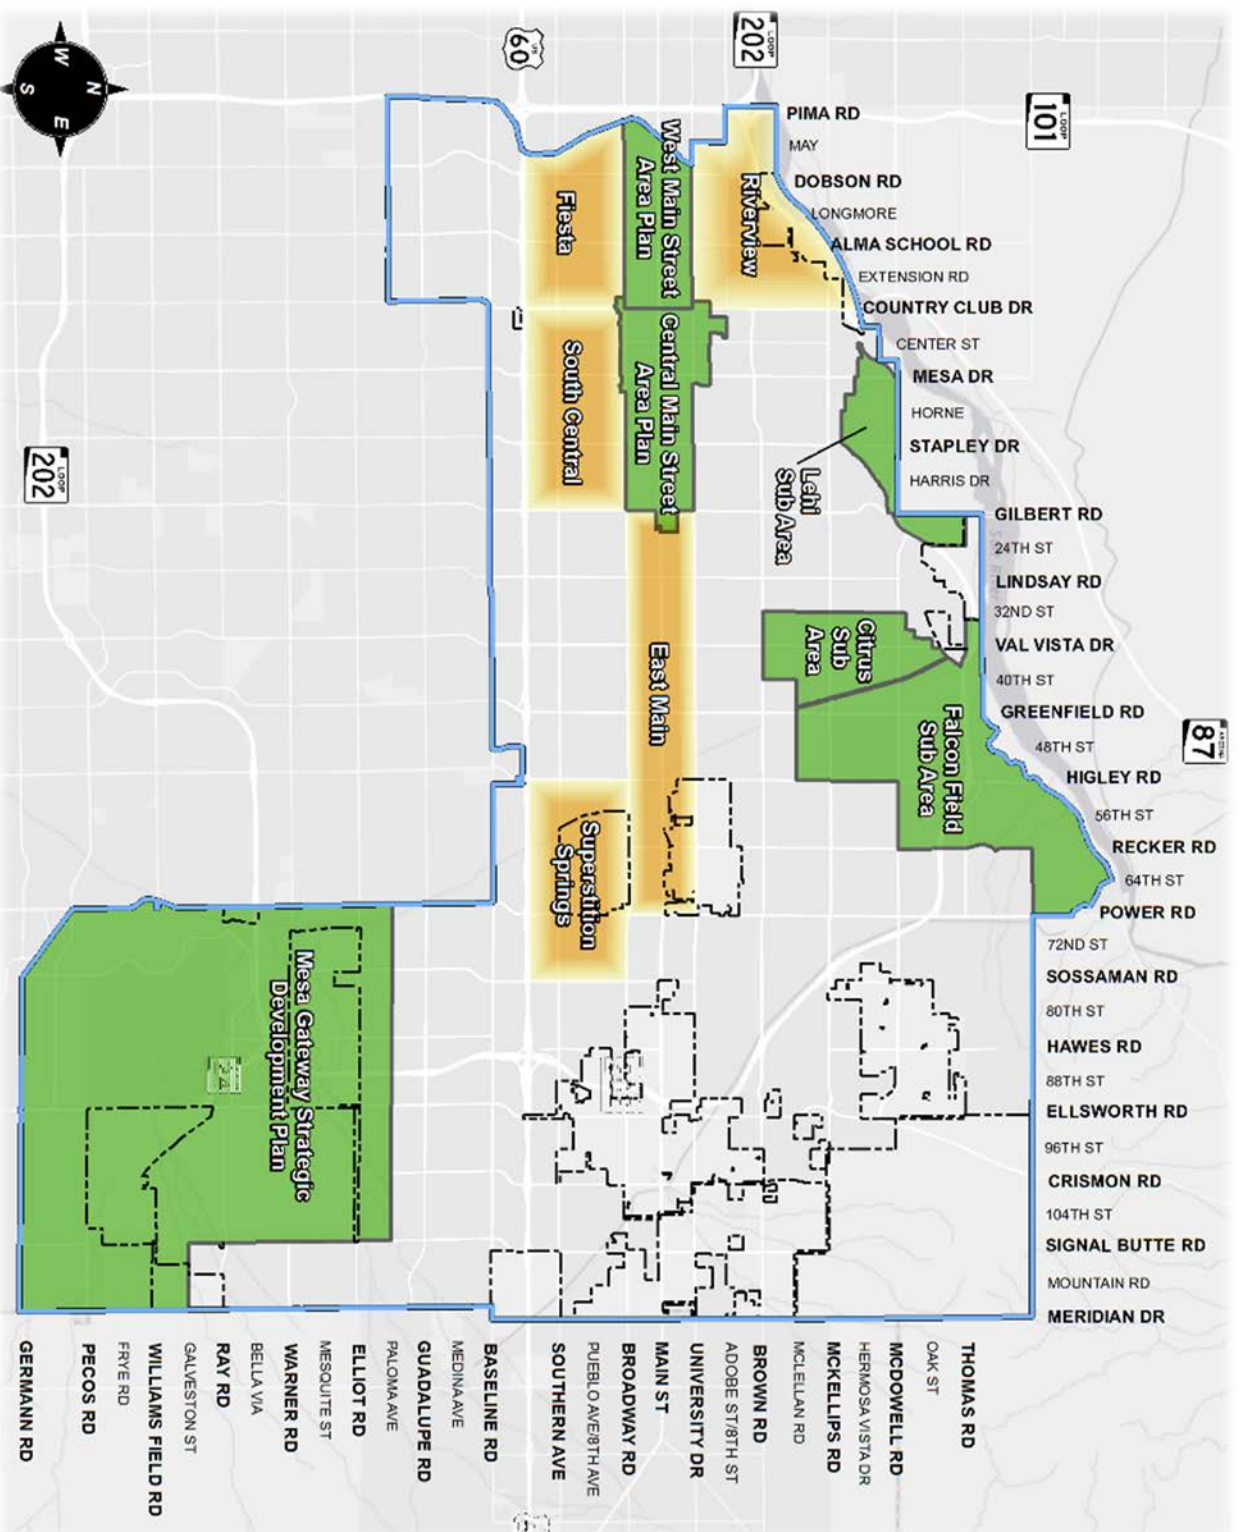 N
W
E
S
US
60
LOOP
202
LOOP
101
ARIZONA
87
LOOP
202
PIMA RD
MAY
DOBSON RD
LONGMORE
ALMA SCHOOL RD
EXTENSION RD
COUNTRY CLUB DR
CENTER ST
MESA DR
HORNE
STAPLEY DR
HARRIS DR
GILBERT RD
24TH ST
LINDSAY RD
32ND ST
VAL VISTA DR
40TH ST
GREENFIELD RD
48TH ST
HIGLEY RD
56TH ST
RECKER RD
64TH ST
POWER RD
72ND ST
SOSSAMAN RD
80TH ST
HAWES RD
88TH ST
ELLSWORTH RD
96TH ST
CRISMON RD
104TH ST
SIGNAL BUTTE RD
MOUNTAIN RD
MERIDIAN DR
Riverview
West Main Street
Area Plan
Fiesta
Central Main Street
Area Plan
South Central
Lehi
Sub Area
Citrus
Sub
Area
Falcon Field
Sub Area
East Main
Superstition
Springs
Mesa Gateway Strategic
Development Plan
24
THOMAS RD
OAK ST
MCDOWELL RD
HERMOSA VISTA DR
MCKELLIPS RD
MCLELLAN RD
BROWN RD
ADOBE ST/8TH ST
UNIVERSITY DR
MAIN ST
BROADWAY RD
PUEBLO AVE/8TH AVE
SOUTHERN AVE
BASELINE RD
MEDINA AVE
GUADALUPE RD
PALOMA AVE
ELLIOT RD
MESQUITE ST
WARNER RD
BELLA VIA
RAY RD
GALVESTON ST
WILLIAMS FIELD RD
FRYE RD
PECOS RD
GERMANN RD